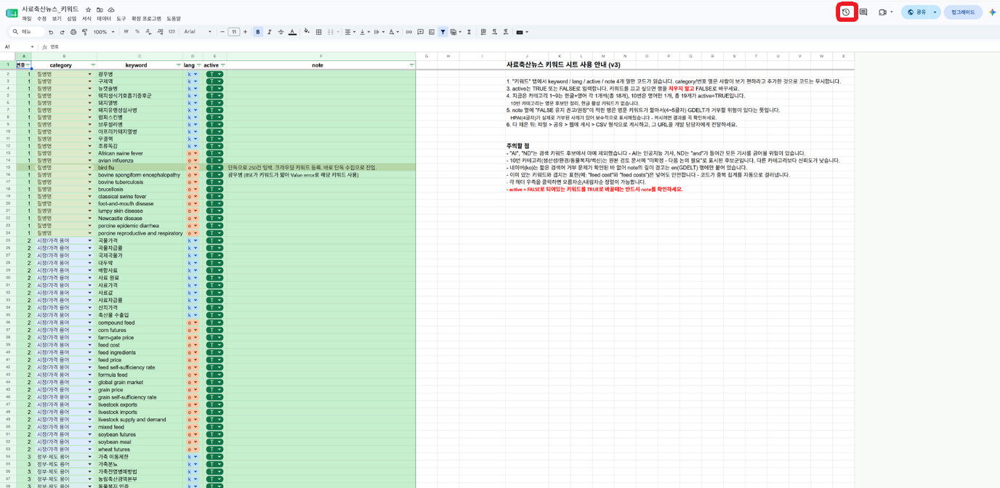 사료축산뉴스_키워드
파일 수정 보기 삽입 서식 데이터 도구 확장 프로그램 도움말
공유 업그레이드
메뉴 100% ₩ % .0 .00 123 Arial 11 B I A
A1 fx 번호
A B C D E F G H I J K L M N O P Q R S T U V W X
1 번호 category keyword lang active note 사료축산뉴스 키워드 시트 사용 안내 (v3)
2 1 질병명 광우병 k T
3 1 질병명 구제역 k T 1. "키워드" 탭에서 keyword / lang / active / note 4개 열만 코드가 읽습니다. category/번호 열은 사람이 보기 편하라고 추가한 것으로 코드는 무시합니다.
4 1 질병명 뉴캣슬병 k T 3. active는 TRUE 또는 FALSE로 입력합니다. 키워드를 끄고 싶으면 행을 지우지 말고 FALSE로 바꾸세요.
5 1 질병명 돼지생식기호흡기증후군 k T 4. 지금은 카테고리 1~9는 한글+영어 각 1개씩(총 18개), 10번은 영어만 1개, 총 19개가 active=TRUE입니다.
6 1 질병명 돼지열병 k T 10번 카테고리는 영문 후보만 정리, 한글 활성 키워드가 없습니다.
7 1 질병명 돼지유행성설사병 k T 5. note 열에 "FALSE 유지 권고/권장"이 적힌 행은 영문 키워드가 짧아서(4~5글자) GDELT가 거부할 위험이 있다는 뜻입니다.
8 1 질병명 럼피스킨병 k T HPAI(4글자)가 실제로 거부된 사례가 있어 보수적으로 표시해뒀습니다 - 켜시려면 결과를 꼭 확인하세요.
9 1 질병명 브루셀라병 k T 6. 다 채운 뒤: 파일 > 공유 > 웹에 게시 > CSV 형식으로 게시하고, 그 URL을 개발 담당자에게 전달하세요.
10 1 질병명 아프리카돼지열병 k T
11 1 질병명 우결핵 k T
12 1 질병명 조류독감 k T 주의할 점
13 1 질병명 African swine fever e T - "AI", "ND"는 검색 키워드 후보에서 아예 제외했습니다 - AI는 인공지능 기사, ND는 "and"가 들어간 모든 기사를 긁어올 위험이 있습니다.
14 1 질병명 avian influenza e T - 10번 카테고리(생산성/환경/동물복지/백신)는 원본 검토 문서에 "미확정 - 다음 논의 필요"로 표시된 후보군입니다. 다른 카테고리보다 신뢰도가 낮습니다.
15 1 질병명 bird flu e T 단독으로 250건 임박. 크라우딩 키워드 등록, 바로 단독 수집으로 진입. - 네이버(ko)는 짧은 검색어 거부 문제가 확인된 바 없어 note의 길이 경고는 en(GDELT) 행에만 붙어 있습니다.
16 1 질병명 bovine spongiform encephalopathy e T 광우병 (BSE가 키워드가 짧아 Value error로 해당 키워드 사용) - 이미 있는 키워드와 겹치는 표현(예: "feed cost"와 "feed costs")은 넣어도 안전합니다 - 코드가 중복 집계를 자동으로 걸러냅니다.
17 1 질병명 bovine tuberculosis e T - 각 헤더 우측을 클릭하면 오름차순/내림차순 정렬이 가능합니다.
18 1 질병명 brucellosis e T - active = FALSE로 되어있는 키워드를 TRUE로 바꿀때는 반드시 note를 확인하세요.
19 1 질병명 classical swine fever e T
20 1 질병명 foot-and-mouth disease e T
21 1 질병명 lumpy skin disease e T
22 1 질병명 Newcastle disease e T
23 1 질병명 porcine epidemic diarrhea e T
24 1 질병명 porcine reproductive and respiratory e T
25 2 시장/가격 용어 곡물가격 k T
26 2 시장/가격 용어 곡물자급률 k T
27 2 시장/가격 용어 국제곡물가 k T
28 2 시장/가격 용어 대두박 k T
29 2 시장/가격 용어 배합사료 k T
30 2 시장/가격 용어 사료 원료 k T
31 2 시장/가격 용어 사료가격 k T
32 2 시장/가격 용어 사료값 k T
33 2 시장/가격 용어 사료자급률 k T
34 2 시장/가격 용어 산지가격 k T
35 2 시장/가격 용어 축산물 수출입 k T
36 2 시장/가격 용어 compound feed e T
37 2 시장/가격 용어 corn futures e T
38 2 시장/가격 용어 farm-gate price e T
39 2 시장/가격 용어 feed cost e T
40 2 시장/가격 용어 feed ingredients e T
41 2 시장/가격 용어 feed price e T
42 2 시장/가격 용어 feed self-sufficiency rate e T
43 2 시장/가격 용어 formula feed e T
44 2 시장/가격 용어 global grain market e T
45 2 시장/가격 용어 grain price e T
46 2 시장/가격 용어 grain self-sufficiency rate e T
47 2 시장/가격 용어 livestock exports e T
48 2 시장/가격 용어 livestock imports e T
49 2 시장/가격 용어 livestock supply and demand e T
50 2 시장/가격 용어 mixed feed e T
51 2 시장/가격 용어 soybean futures e T
52 2 시장/가격 용어 soybean meal e T
53 2 시장/가격 용어 wheat futures e T
54 3 정부·제도 용어 가축 이동제한 k T
55 3 정부·제도 용어 가축분뇨 k T
56 3 정부·제도 용어 가축전염병예방법 k T
57 3 정부·제도 용어 농림축산검역본부 k T
58 3 정부·제도 용어 동물복지 인증 k T